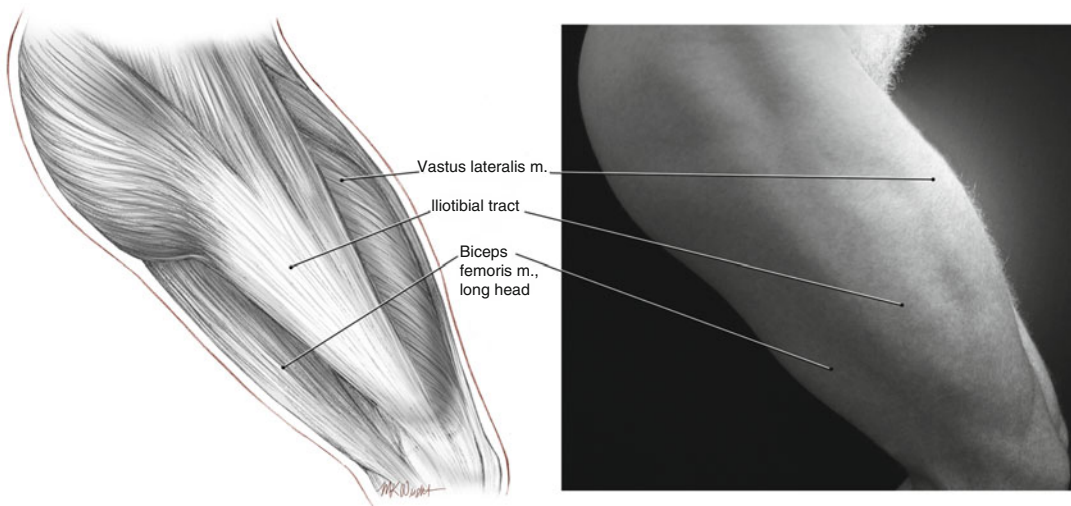 Vastus lateralis m.
Iliotibial tract
Biceps
femoris m.,
long head